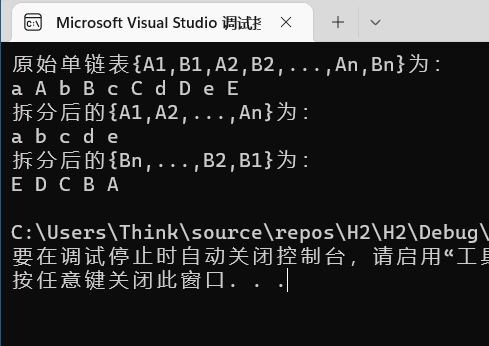 Microsoft Visual Studio 调试控
原始单链表{A1,B1,A2,B2,...,An,Bn}为:
a A b B c C d D e E
拆分后的{A1,A2,...,An}为:
a b c d e
拆分后的{Bn,...,B2,B1}为:
E D C B A
C:\Users\Think\source\repos\H2\H2\Debug\
要在调试停止时自动关闭控制台，请启用“工具
按任意键关闭此窗口. . .